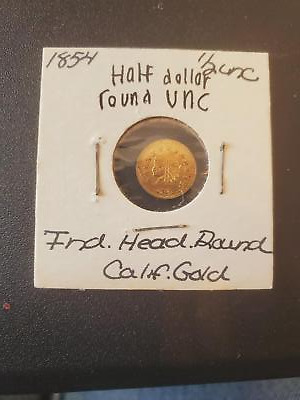 1854 1/2 unc
Half dollar
round UNC
Ind. Head. Round
Calif. Gold